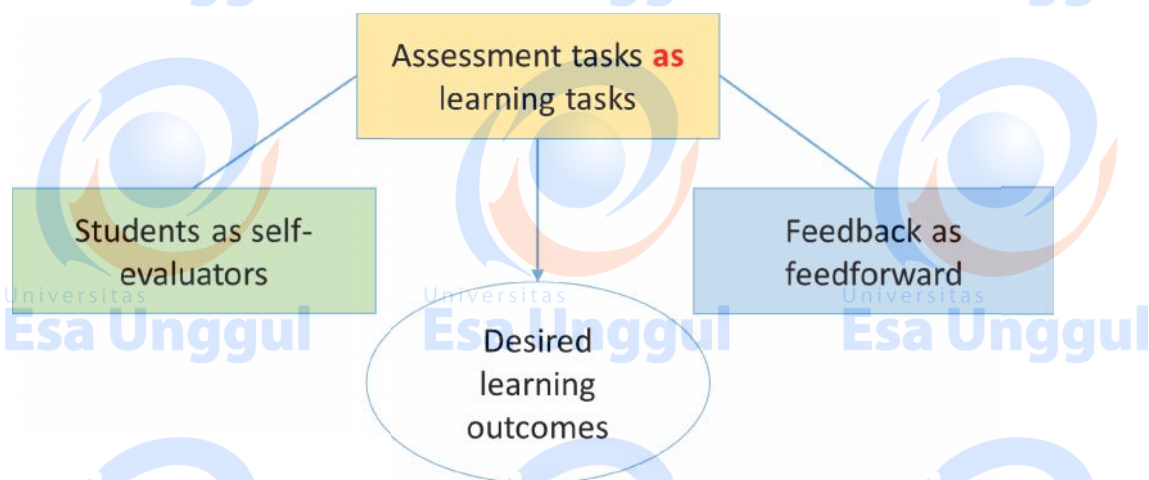 Assessment tasks as
learning tasks
Students as self-
evaluators
Feedback as
feedforward
Universitas
Esa Unggul
Universitas
Esa Unggul
Universitas
Esa Unggul
Desired
learning
outcomes